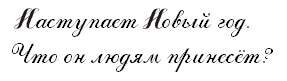 Наступает Новый год.
Что он людям принесёт?